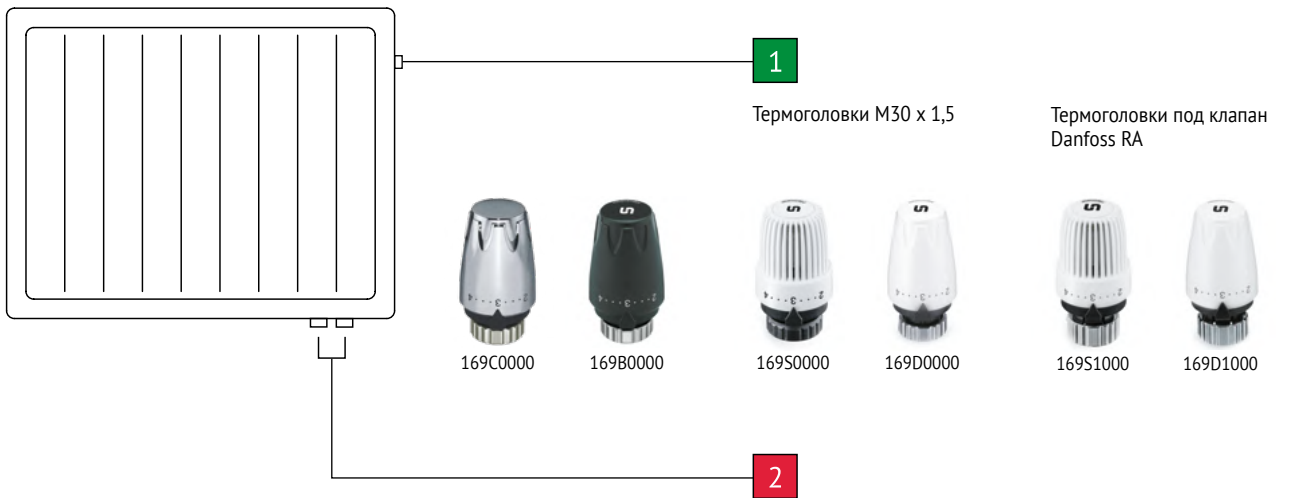 1
Термоголовки М30 х 1,5
Термоголовки под клапан
Danfoss RA
169C0000
169B0000
169S0000
169D0000
169S1000
169D1000
2